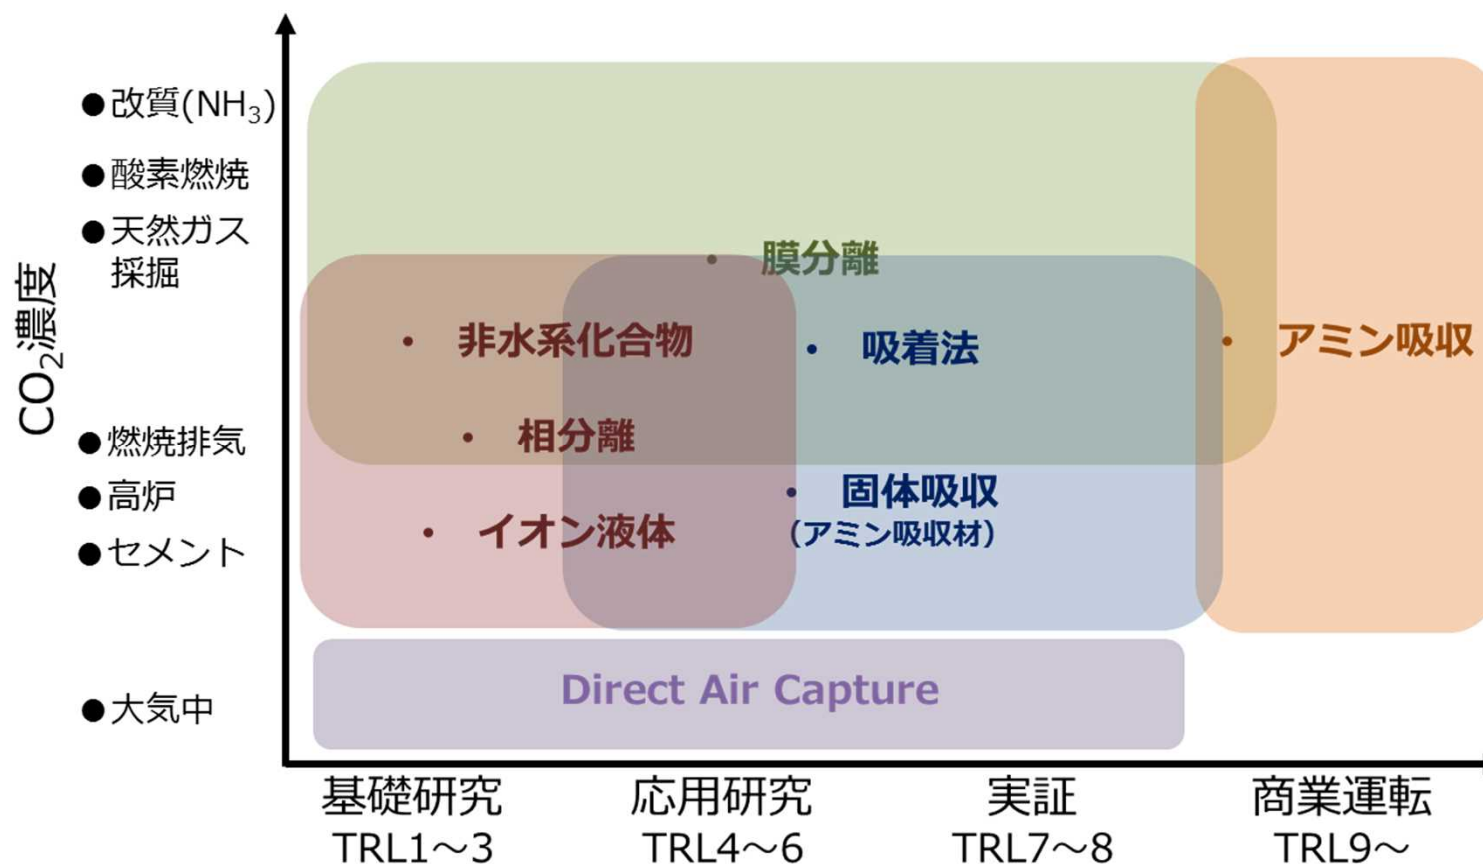 CO₂濃度
●改質(NH₃)
●酸素燃焼
●天然ガス
採掘
●燃焼排気
●高炉
●セメント
●大気中
• 膜分離
• 非水系化合物
• 吸着法
• アミン吸収
• 相分離
• 固体吸収
（アミン吸収材）
• イオン液体
Direct Air Capture
基礎研究
TRL1～3
応用研究
TRL4～6
実証
TRL7～8
商業運転
TRL9～